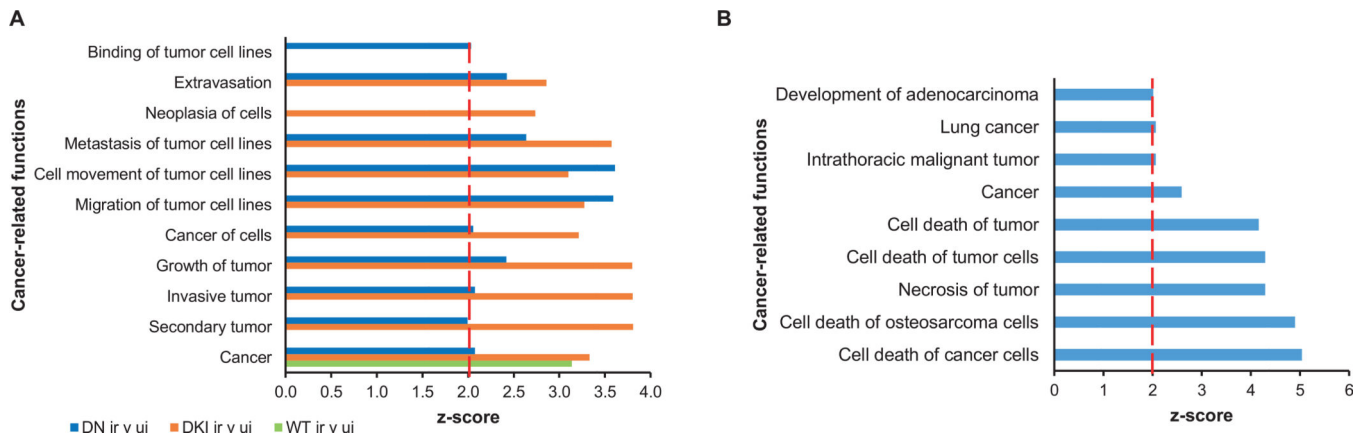 A
Cancer-related functions
Binding of tumor cell lines
Extravasation
Neoplasia of cells
Metastasis of tumor cell lines
Cell movement of tumor cell lines
Migration of tumor cell lines
Cancer of cells
Growth of tumor
Invasive tumor
Secondary tumor
Cancer
0.0 0.5 1.0 1.5 2.0 2.5 3.0 3.5 4.0
z-score
DN ir v ui DKI ir v ui WT ir v ui
B
Cancer-related functions
Development of adenocarcinoma
Lung cancer
Intrathoracic malignant tumor
Cancer
Cell death of tumor
Cell death of tumor cells
Necrosis of tumor
Cell death of osteosarcoma cells
Cell death of cancer cells
0 1 2 3 4 5 6
z-score